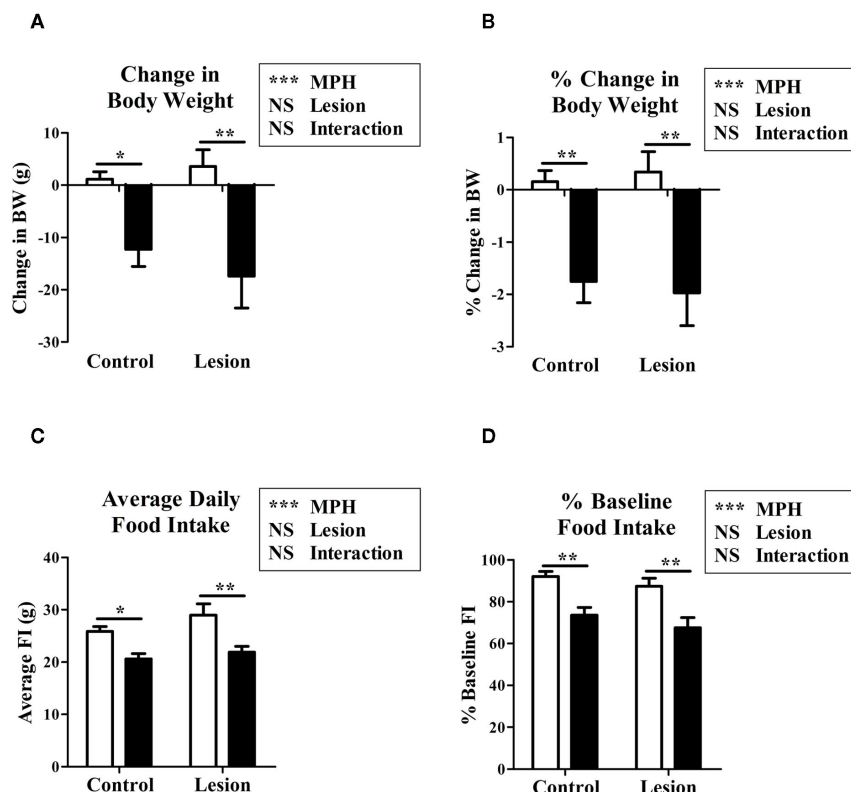 A
Change in
Body Weight
*** MPH
NS Lesion
NS Interaction
Change in BW (g)
10
0
-10
-20
-30
*
**
Control
Lesion
B
% Change in
Body Weight
*** MPH
NS Lesion
NS Interaction
% Change in BW
1
0
-1
-2
-3
**
**
Control
Lesion
C
Average Daily
Food Intake
*** MPH
NS Lesion
NS Interaction
Average FI (g)
40
30
20
10
0
*
**
Control
Lesion
D
% Baseline
Food Intake
*** MPH
NS Lesion
NS Interaction
% Baseline FI
100
80
60
40
20
0
**
**
Control
Lesion